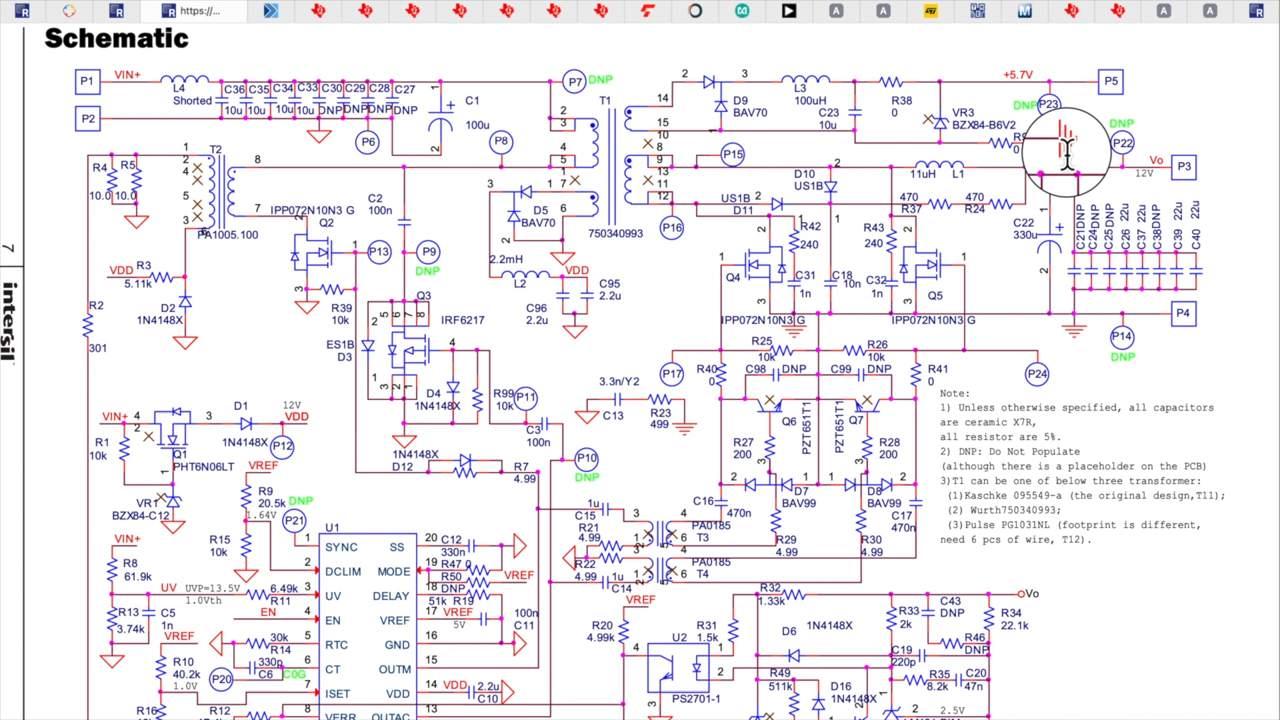 https://...
Schematic
P1
VIN+
L4
Shorted
P2
C36
10u
C35
10u
C34
10u
C33
10u
C30
DNP
C29
DNP
C28
DNP
C27
DNP
C1
100u
P6
P7
DNP
P8
T1
750340993
T2
PA1005.100
R4
10.0
R5
10.0
IPP072N10N3 G
Q2
C2
100n
P13
P9
DNP
D5
BAV70
2.2mH
L2
VDD
C95
2.2u
C96
2.2u
VDD
R3
5.11k
D2
1N4148X
R2
301
R39
10k
Q3
IRF6217
ES1B
D3
D4
1N4148X
R99
10k
P11
C3
100n
P10
DNP
D9
BAV70
L3
100uH
C23
10u
R38
0
VR3
BZX84-B6V2
+5.7V
P5
DNP
P23
P22
DNP
Vo
12V
P3
P15
P16
US1B
D11
D10
US1B
11uH
L1
470
R37
470
R24
R42
240
R43
240
C31
1n
C18
10n
C32
1n
Q4
Q5
IPP072N10N3 G
IPP072N10N3 G
C22
330u
C21DNP
C24DNP
C25DNP
C26 22u
C37 22u
C38DNP
C39 22u
C40 22u
P4
P14
DNP
R25
10k
R26
10k
P17
P24
R40
0
C98
DNP
C99
DNP
R41
0
3.3n/Y2
C13
R23
499
Q6
PZT651T1
PZT651T1
Q7
R27
200
R28
200
D7
BAV99
D8
BAV99
C16
470n
C17
470n
PA0185
T3
PA0185
T4
R29
4.99
R30
4.99
Note:
1) Unless otherwise specified, all capacitors
are ceramic X7R,
all resistor are 5%.
2) DNP: Do Not Populate
(although there is a placeholder on the PCB)
3)T1 can be one of below three transformer:
(1)Kaschke 095549-a (the original design,T11);
(2) Wurth750340993;
(3)Pulse PG1031NL (footprint is different,
need 6 pcs of wire, T12).
7
intersil
VIN+
R1
10k
Q1
PHT6N06LT
D1
1N4148X
12V
VDD
P12
VR1
BZX84-C12
VREF
R9
20.5k
1.64V
DNP
P21
R15
10k
1N4148X
D12
R7
4.99
1u
C15
R21
4.99
R22
4.99
1u
C14
VIN+
R8
61.9k
UV
UVP=13.5V
1.0Vth
6.49k
R11
R13
3.74k
C5
1n
EN
VREF
30k
R14
330p
C6
C0G
R10
40.2k
1.0V
P20
R16
R12
U1
1 SYNC
2 DCLIM
3 UV
4 EN
5 RTC
6 CT
7 ISET
8 VERR
SS 20
MODE 19
DELAY 18
VREF 17
GND 16
OUTM 15
VDD 14
OUTAC 13
C12
330n
R47 0
R50
DNP
VREF
51k R19
VREF
5V
100n
C11
VDD
2.2u
C10
VREF
R20
4.99k
U2
PS2701-1
R31
1.5k
R32
1.33k
D6
1N4148X
R33
2k
C43
DNP
R34
22.1k
Vo
R46
DNP
C19
220p
R35
8.2k
C20
47n
R49
511k
D16
1N4148X
2.5V